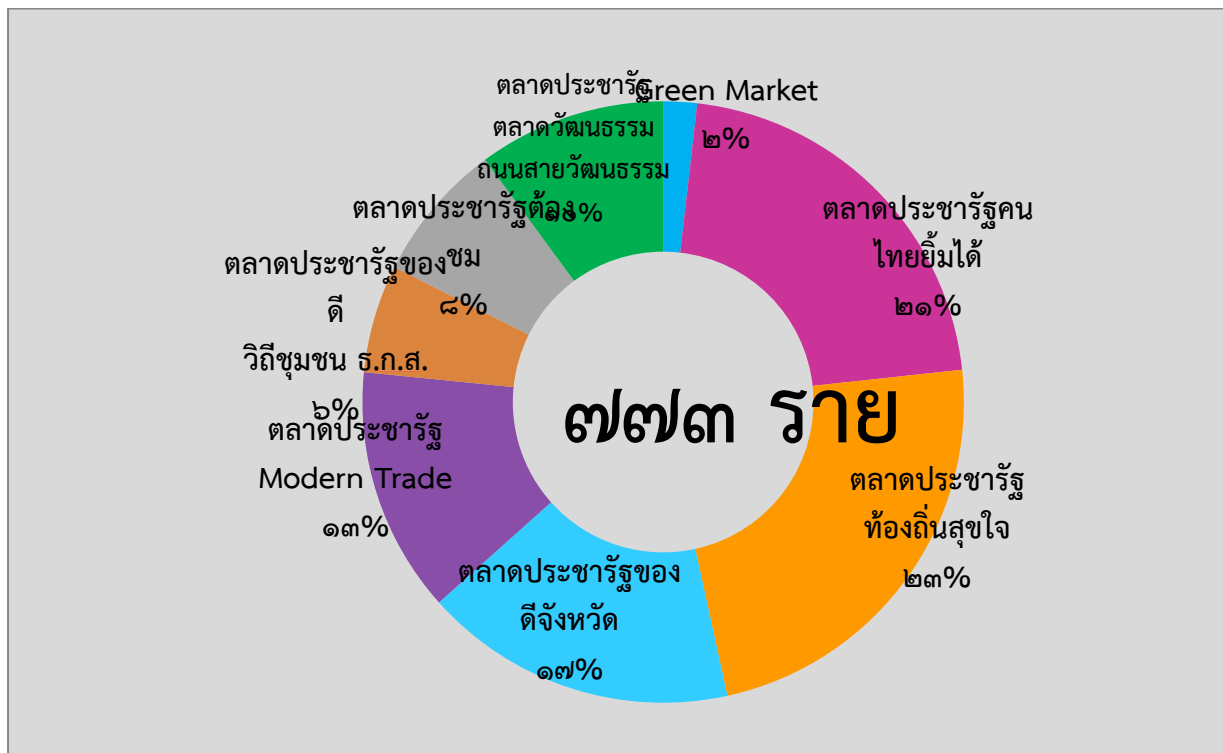 Green Market
๒%
ตลาดประชารัฐคน
ไทยยิ้มได้
๒๑%
ตลาดประชารัฐ
ท้องถิ่นสุขใจ
๒๓%
ตลาดประชารัฐของ
ดีจังหวัด
๑๗%
ตลาดประชารัฐ
Modern Trade
๑๓%
ตลาดประชารัฐของ
ดี
วิถีชุมชน ธ.ก.ส.
๖%
ตลาดประชารัฐต้อง
ชม
๘%
ตลาดประชารัฐ
ตลาดวัฒนธรรม
ถนนสายวัฒนธรรม
๑๐%
๗๗๓ ราย